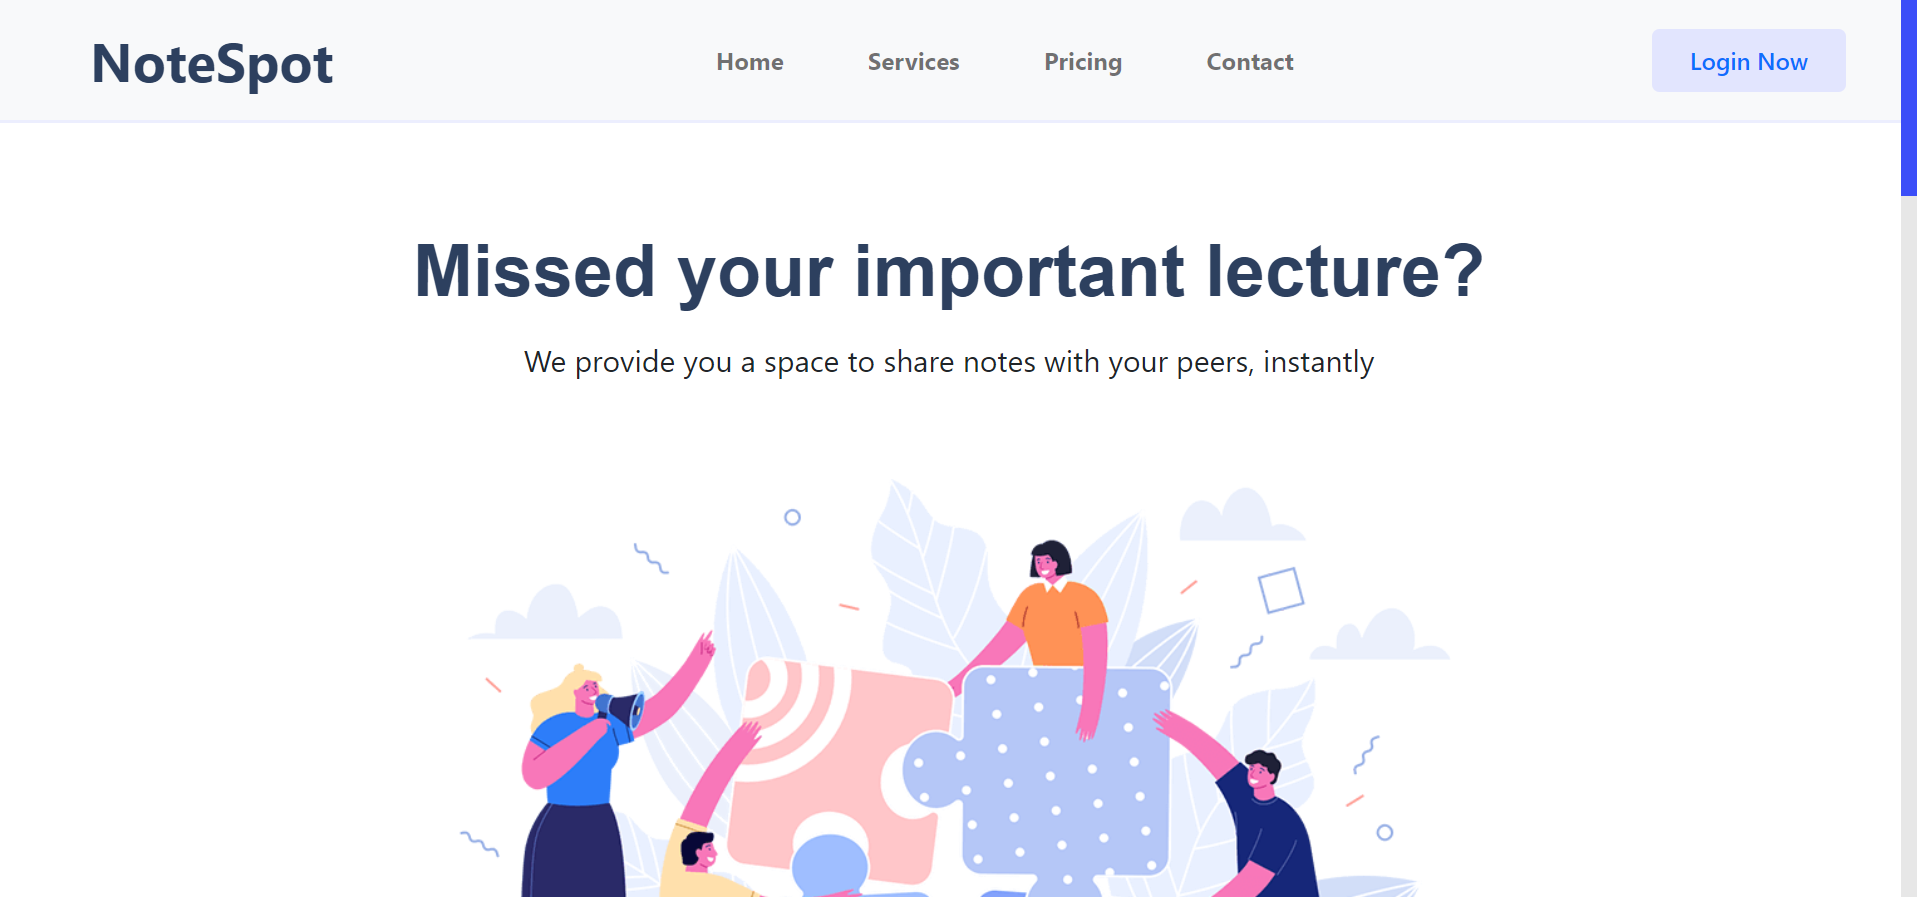 NoteSpot
Home Services Pricing Contact
Login Now
Missed your important lecture?
We provide you a space to share notes with your peers, instantly